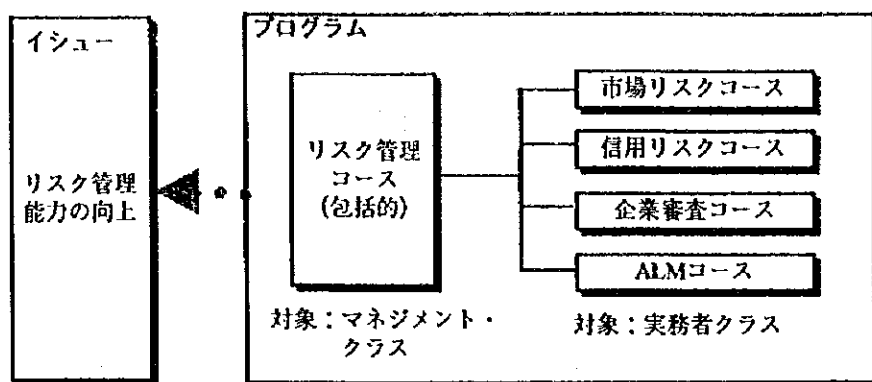 イシュー
リスク管理
能力の向上
プログラム
リスク管理
コース
(包括的)
対象：マネジメント・
クラス
市場リスクコース
信用リスクコース
企業審査コース
ALMコース
対象：実務者クラス